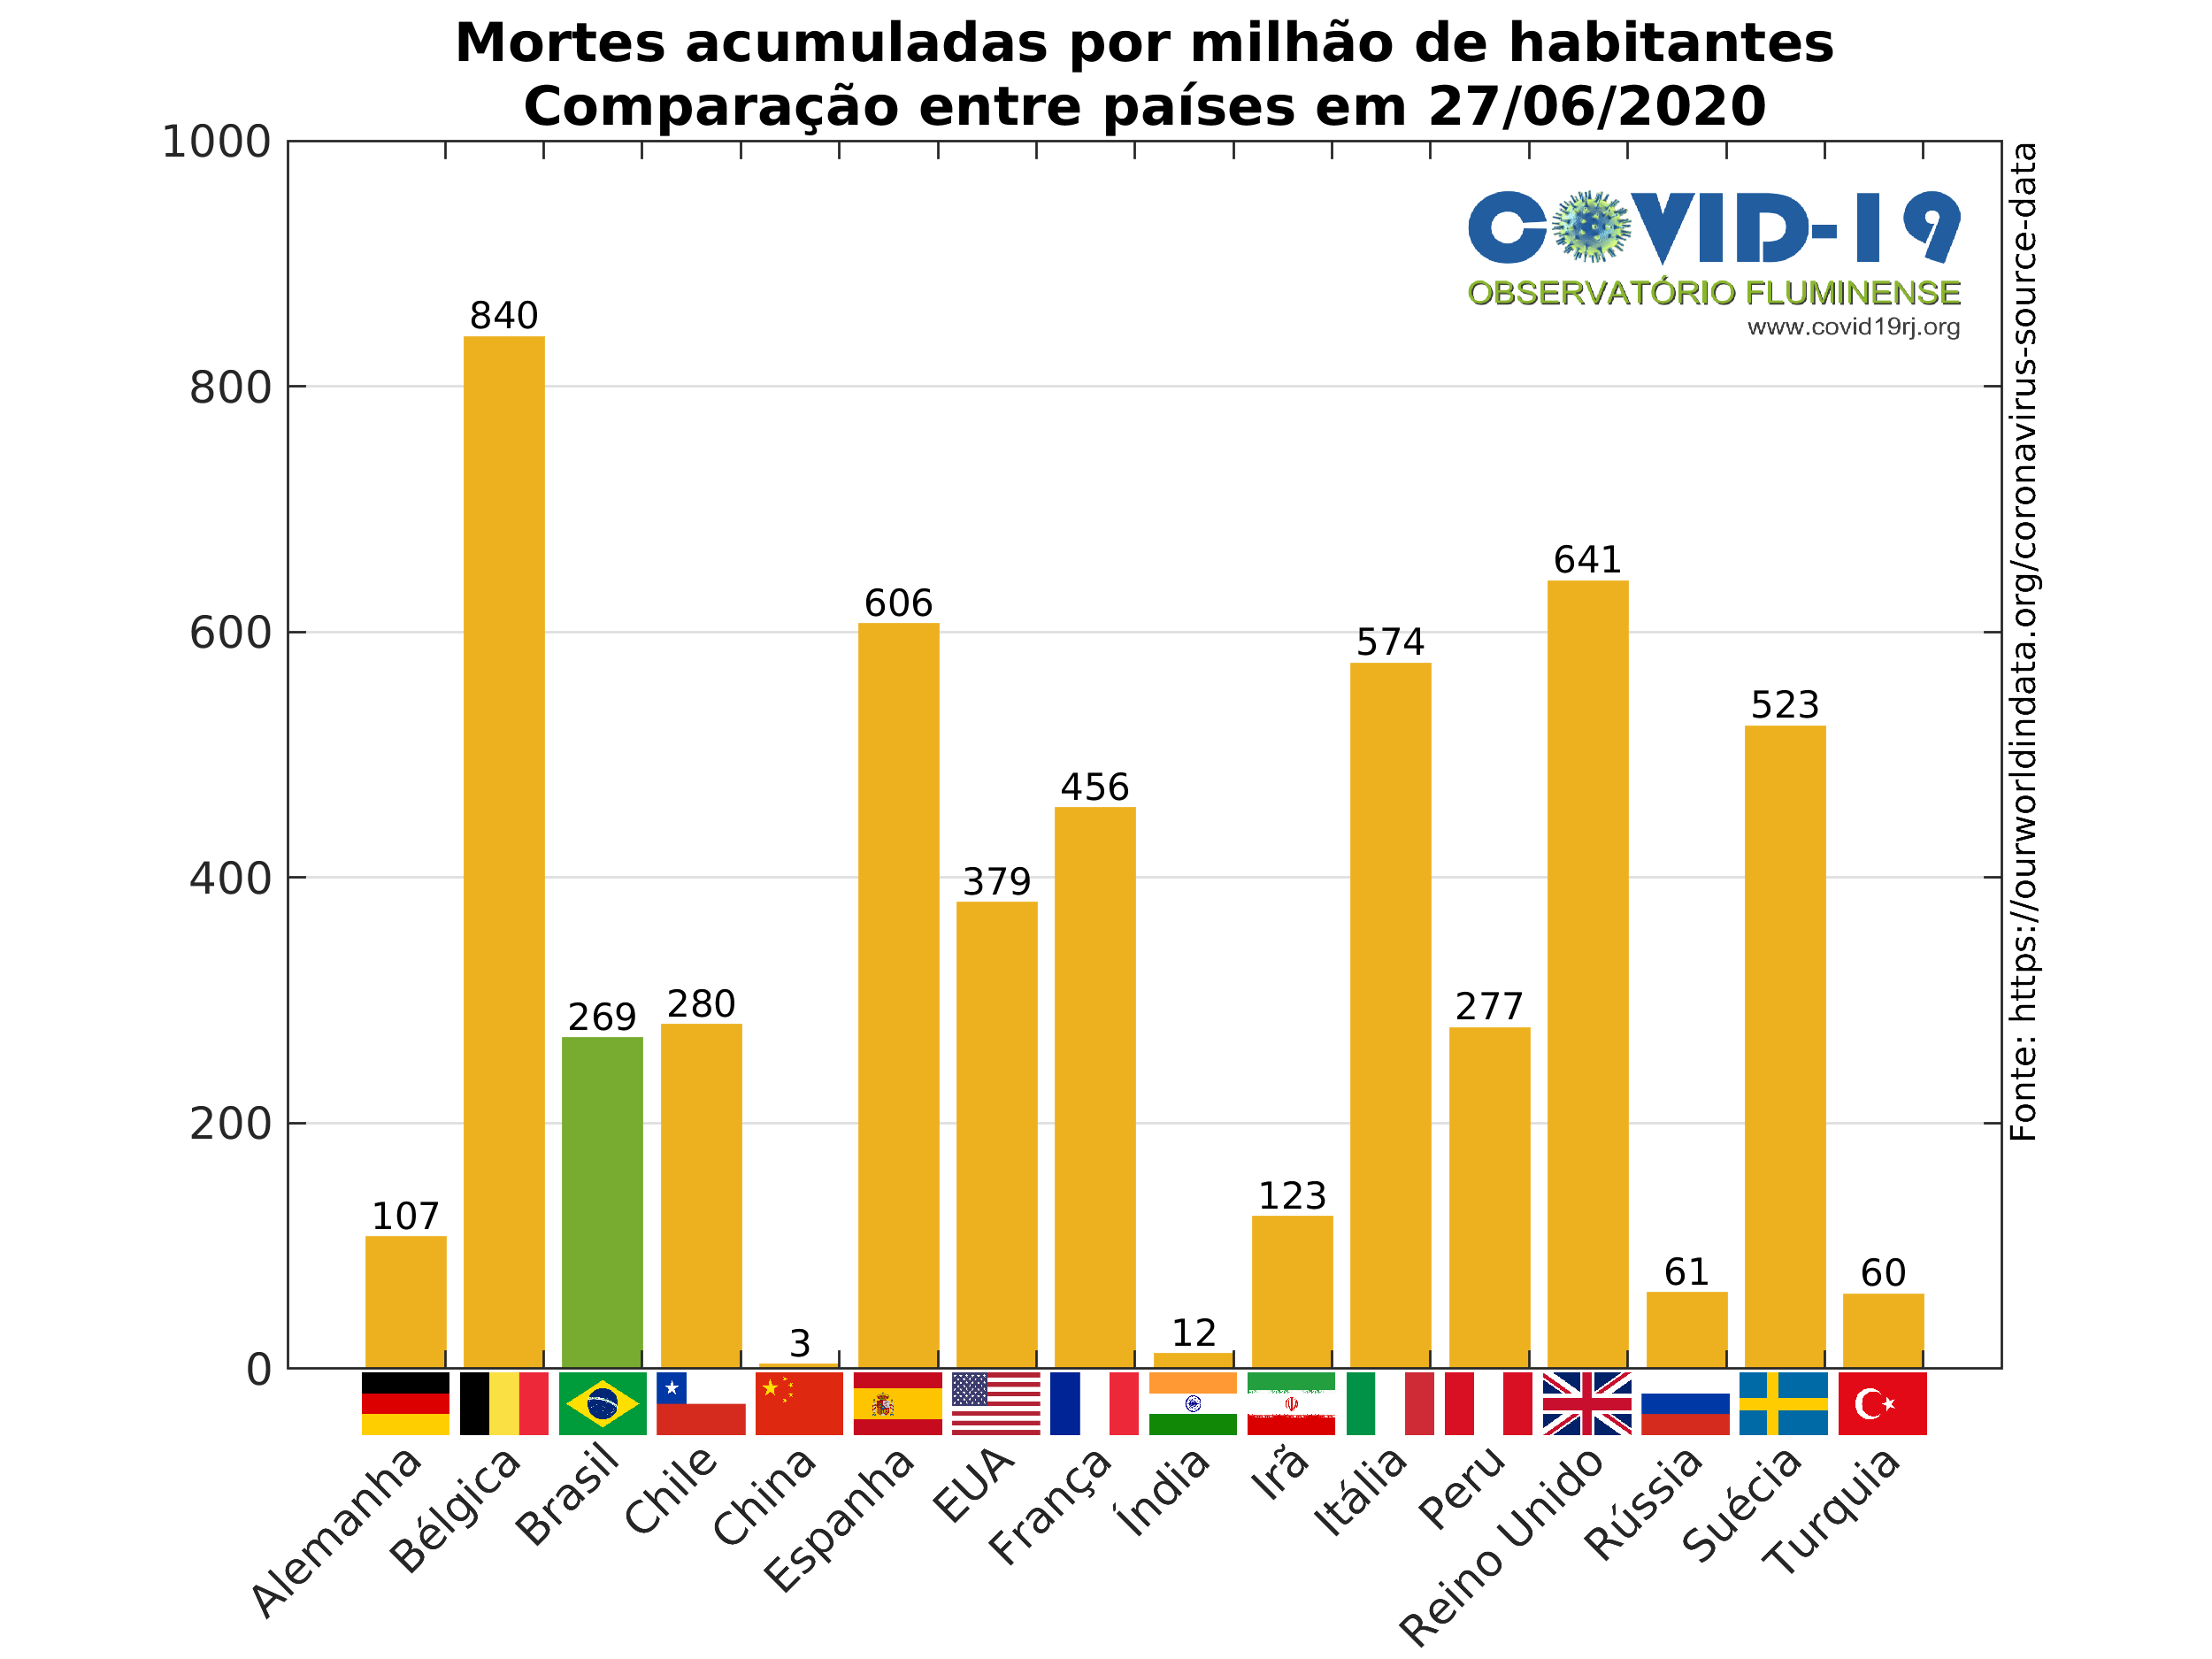 Mortes acumuladas por milhão de habitantes
Comparação entre países em 27/06/2020
1000
800
600
400
200
0
COVID-19
OBSERVATÓRIO FLUMINENSE
www.covid19rj.org
Fonte: https://ourworldindata.org/coronavirus-source-data
107
840
269
280
3
606
379
456
12
123
574
277
641
61
523
60
Alemanha
Bélgica
Brasil
Chile
China
Espanha
EUA
França
Índia
Irã
Itália
Peru
Reino Unido
Rússia
Suécia
Turquia